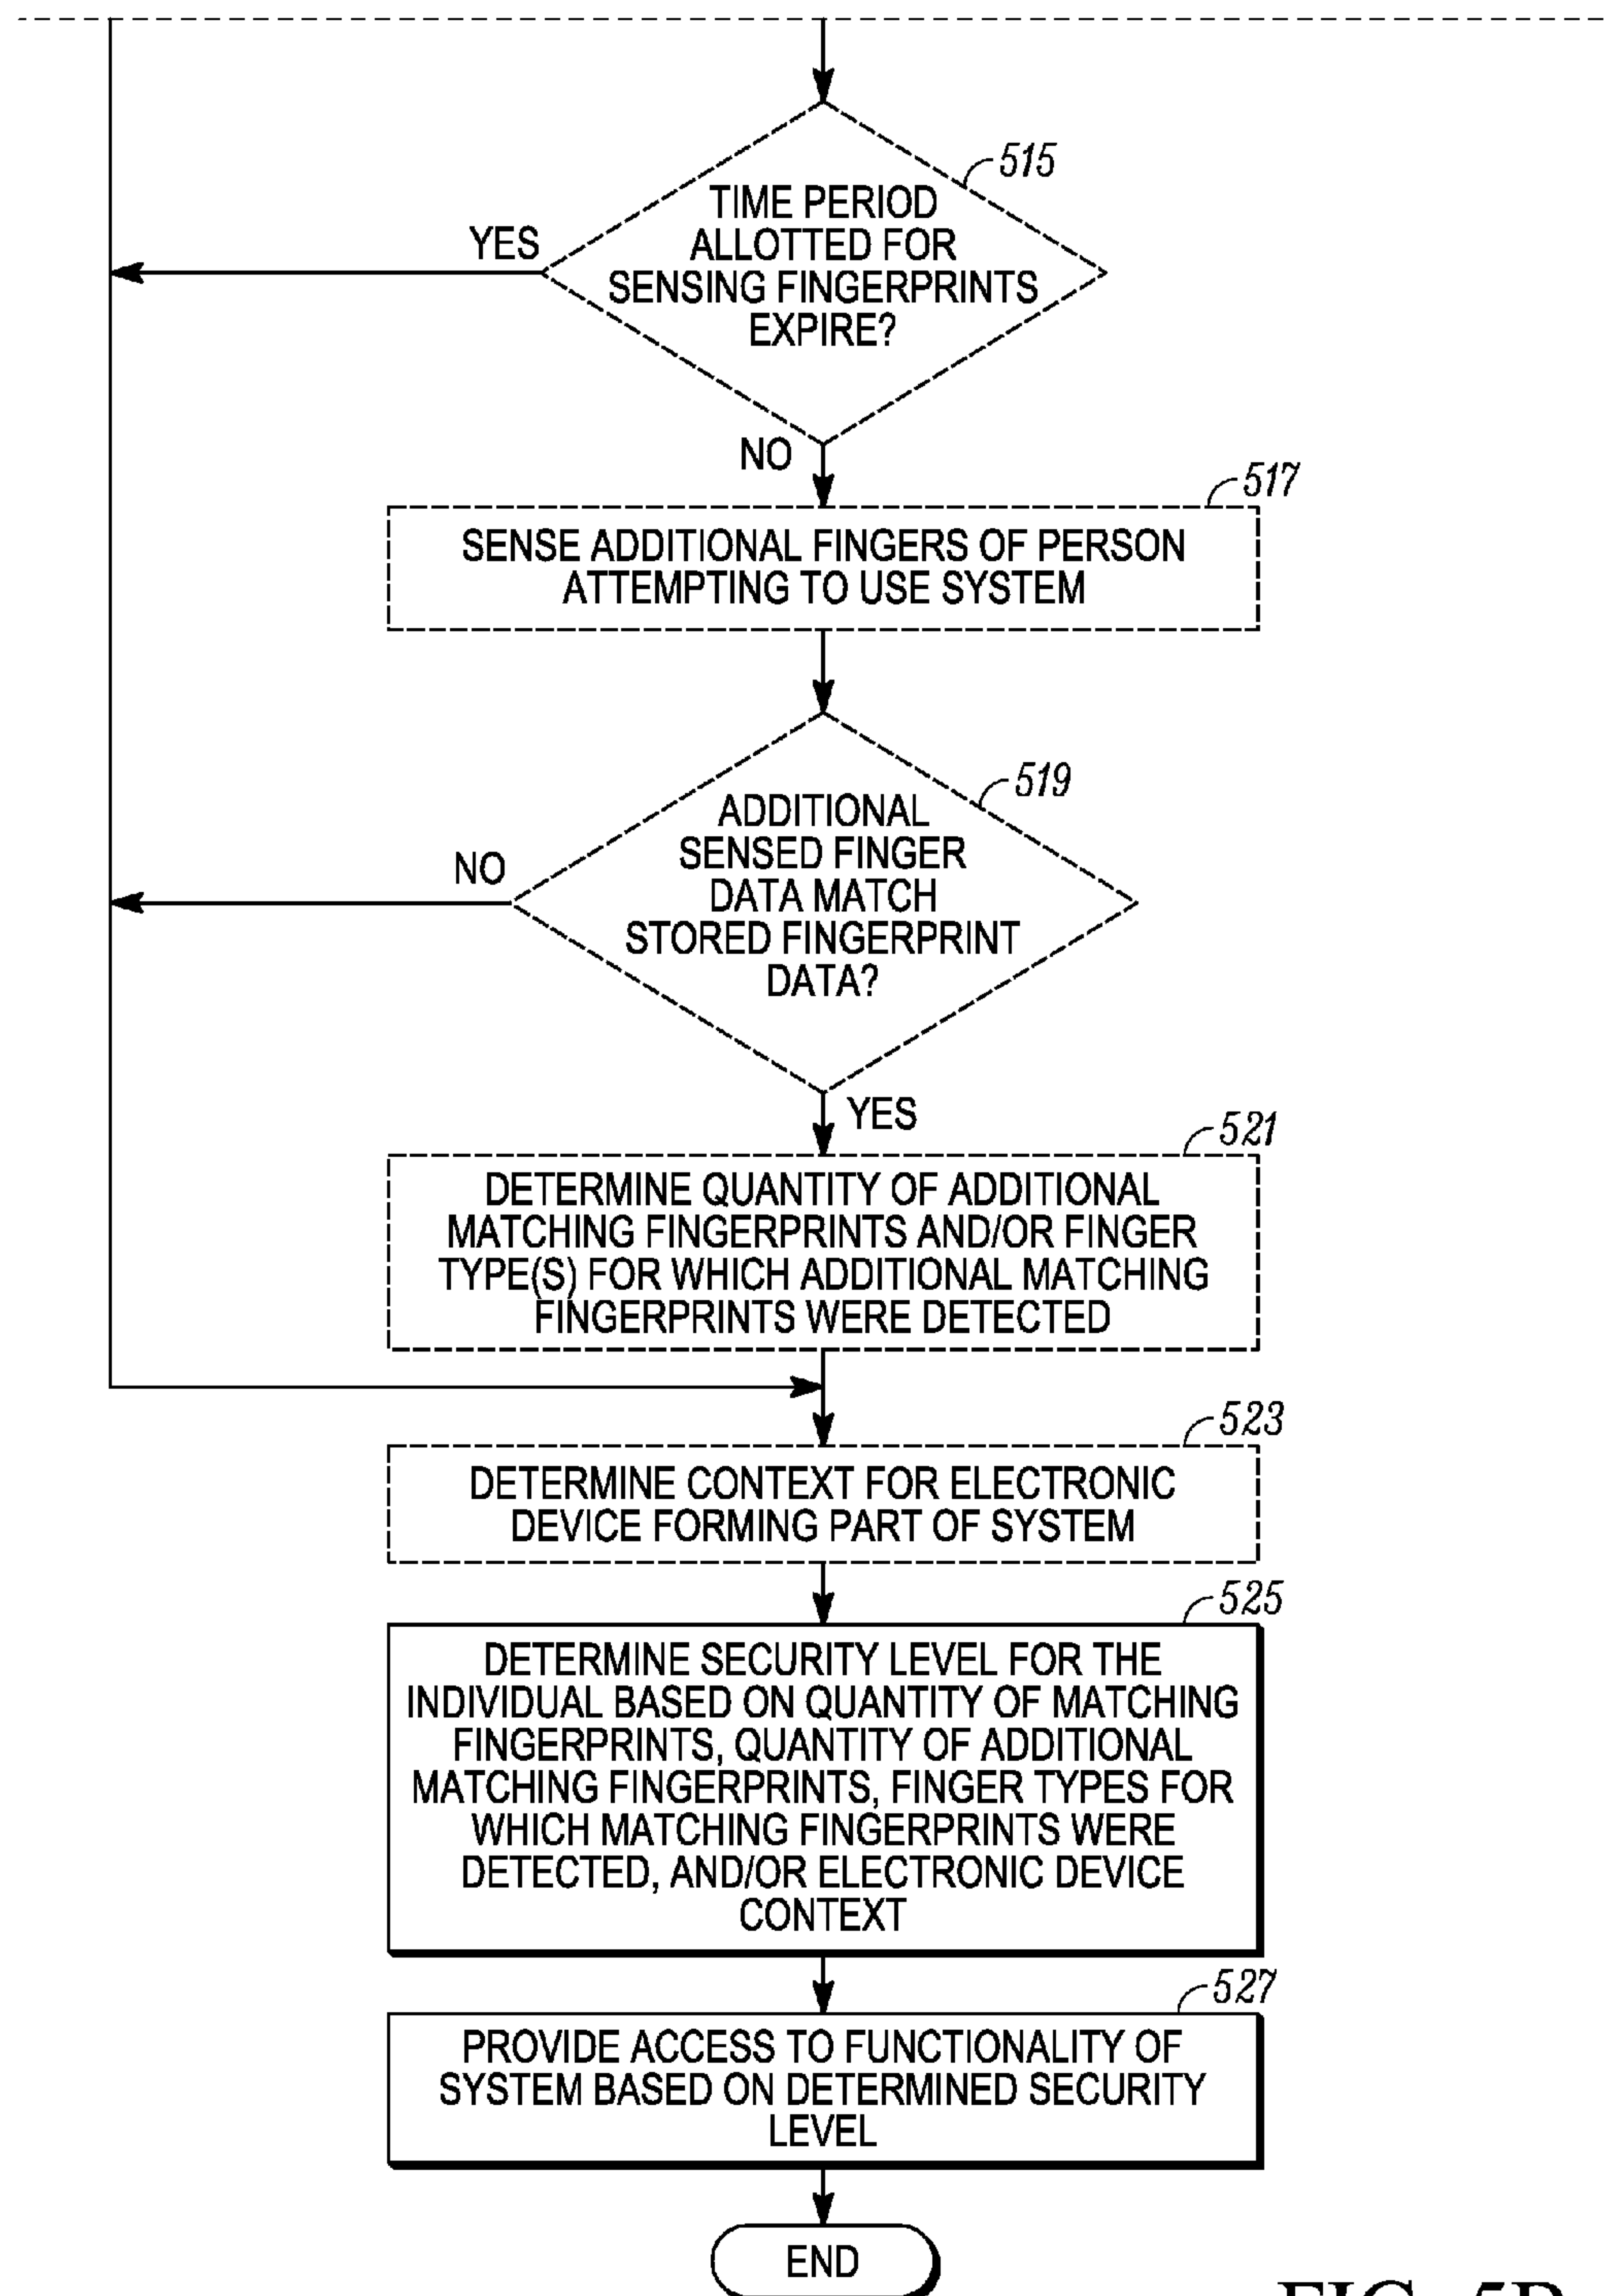 515
TIME PERIOD
ALLOTTED FOR
SENSING FINGERPRINTS
EXPIRE?
YES
NO
517
SENSE ADDITIONAL FINGERS OF PERSON
ATTEMPTING TO USE SYSTEM
519
ADDITIONAL
SENSED FINGER
DATA MATCH
STORED FINGERPRINT
DATA?
NO
YES
521
DETERMINE QUANTITY OF ADDITIONAL
MATCHING FINGERPRINTS AND/OR FINGER
TYPE(S) FOR WHICH ADDITIONAL MATCHING
FINGERPRINTS WERE DETECTED
523
DETERMINE CONTEXT FOR ELECTRONIC
DEVICE FORMING PART OF SYSTEM
525
DETERMINE SECURITY LEVEL FOR THE
INDIVIDUAL BASED ON QUANTITY OF MATCHING
FINGERPRINTS, QUANTITY OF ADDITIONAL
MATCHING FINGERPRINTS, FINGER TYPES FOR
WHICH MATCHING FINGERPRINTS WERE
DETECTED, AND/OR ELECTRONIC DEVICE
CONTEXT
527
PROVIDE ACCESS TO FUNCTIONALITY OF
SYSTEM BASED ON DETERMINED SECURITY
LEVEL
END